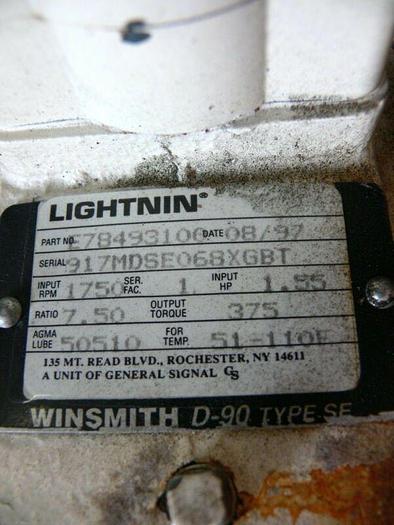 LIGHTNIN®
PART NO. 578493100 DATE 08/97
SERIAL 917MDSE068XGBT
INPUT RPM 1750 SER. FAC. 1 INPUT HP 1.55
RATIO 7.50 OUTPUT TORQUE 375
AGMA LUBE 50510 FOR TEMP. 51-110F
135 MT. READ BLVD., ROCHESTER, NY 14611
A UNIT OF GENERAL SIGNAL GS
WINSMITH D-90 TYPE SE